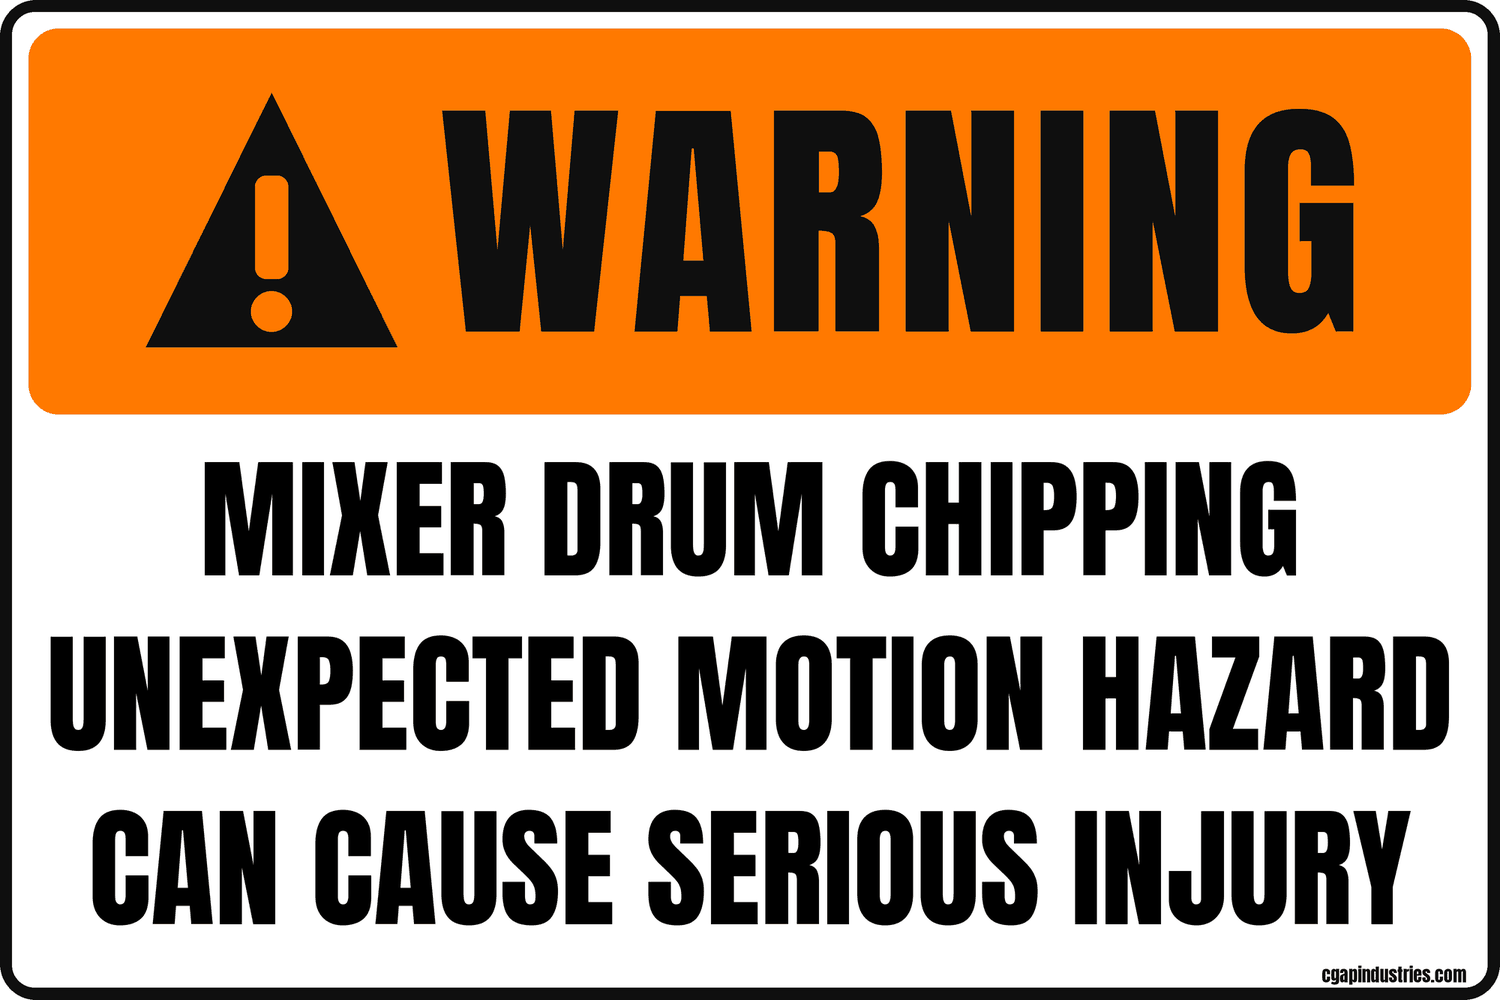 WARNING
MIXER DRUM CHIPPING
UNEXPECTED MOTION HAZARD
CAN CAUSE SERIOUS INJURY
cgapindustries.com